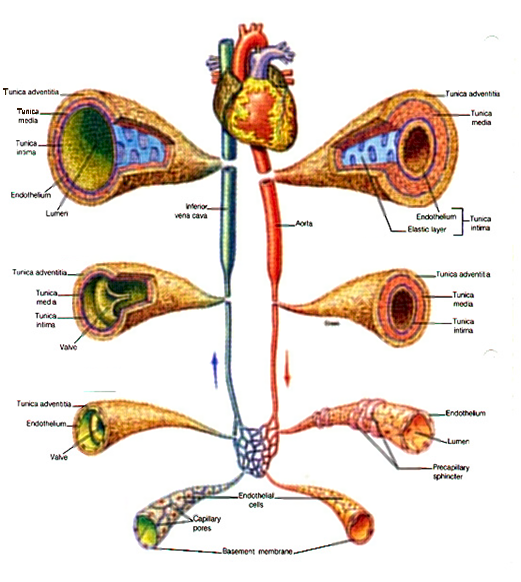 Tunica adventitia
Tunica
media
Tunica
intima
Endothelium
Lumen
Tunica adventitis
Tunica
media
Endothelium
Elastic layer
Tunica
intima
Inferior
vena cava
Aorta
Tunica adventitia
Tunica
media
Tunica
intima
Valve
Tunica adventitia
Tunica
media
Tunica
intima
Tunica adventitia
Endothelium
Valve
Endothelium
Lumen
Precapillary
sphincter
Endothelial
cells
Capillary
pores
Basement membrane